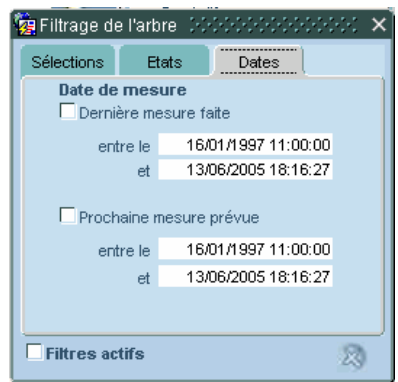 Filtrage de l'arbre
Sélections Etats Dates
Date de mesure
Dernière mesure faite
entre le 16/01/1997 11:00:00
et 13/06/2005 18:16:27
Prochaine mesure prévue
entre le 16/01/1997 11:00:00
et 13/06/2005 18:16:27
Filtres actifs